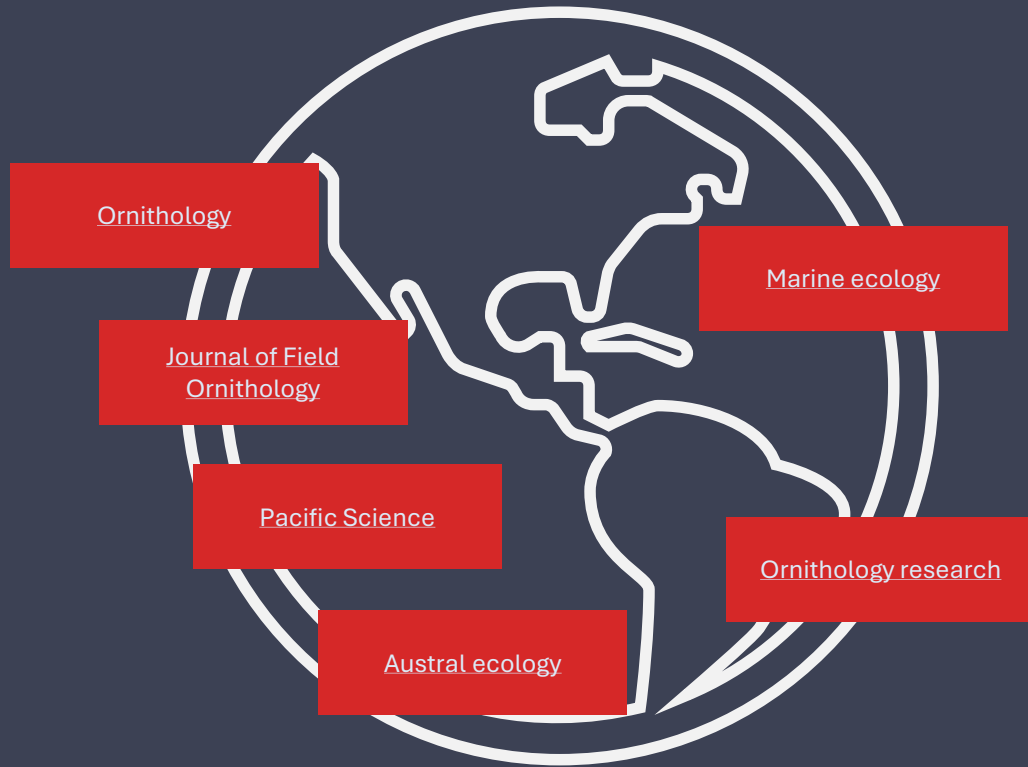 Ornithology
Marine ecology
Journal of Field
Ornithology
Pacific Science
Ornithology research
Austral ecology